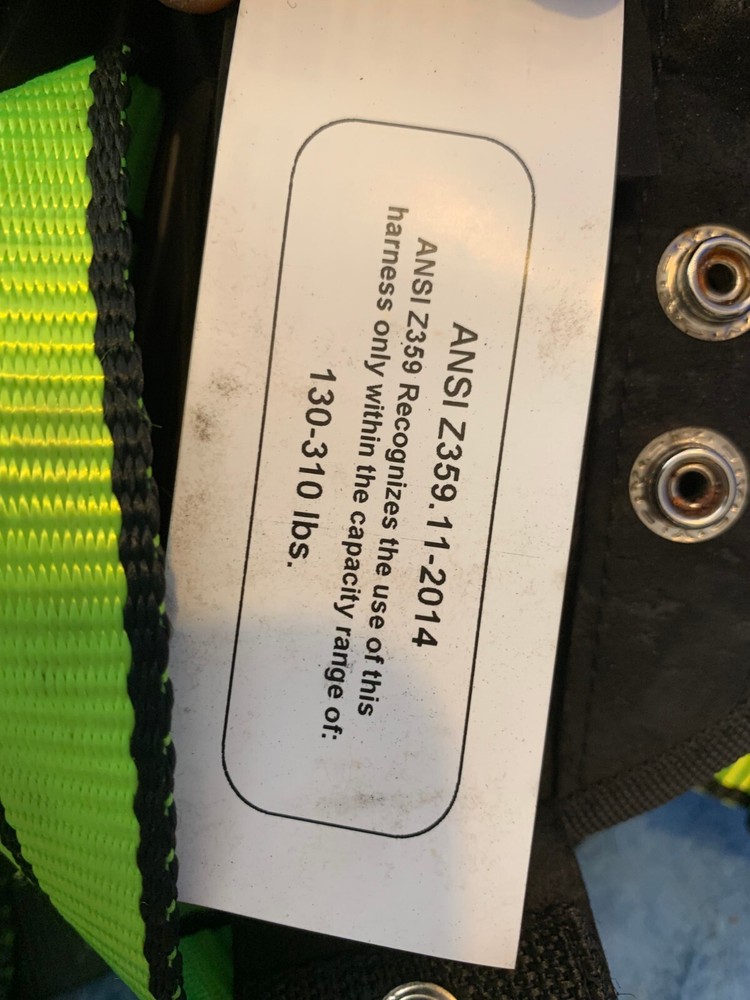 ANSI Z359.11-2014
ANSI Z359 Recognizes the use of this
harness only within the capacity range of:
130-310 lbs.